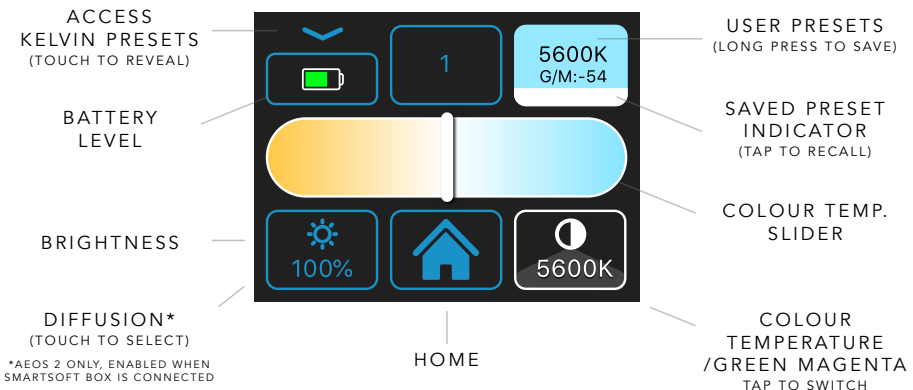 ACCESS
KELVIN PRESETS
(TOUCH TO REVEAL)
BATTERY
LEVEL
BRIGHTNESS
DIFFUSION*
(TOUCH TO SELECT)
*AEOS 2 ONLY, ENABLED WHEN
SMARTSOFT BOX IS CONNECTED
1
5600K
G/M:-54
100%
5600K
HOME
USER PRESETS
(LONG PRESS TO SAVE)
SAVED PRESET
INDICATOR
(TAP TO RECALL)
COLOUR TEMP.
SLIDER
COLOUR
TEMPERATURE
/GREEN MAGENTA
TAP TO SWITCH